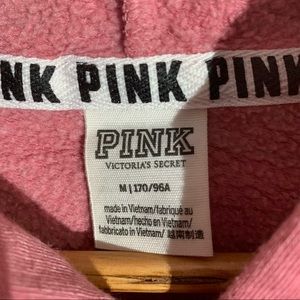 NK PINK PINK
PINK
VICTORIA'S SECRET
M | 170/96A
made in Vietnam/fabriqué au
Vietnam/hecho en Vietnam/
fabbricato in Vietnam/越南制造